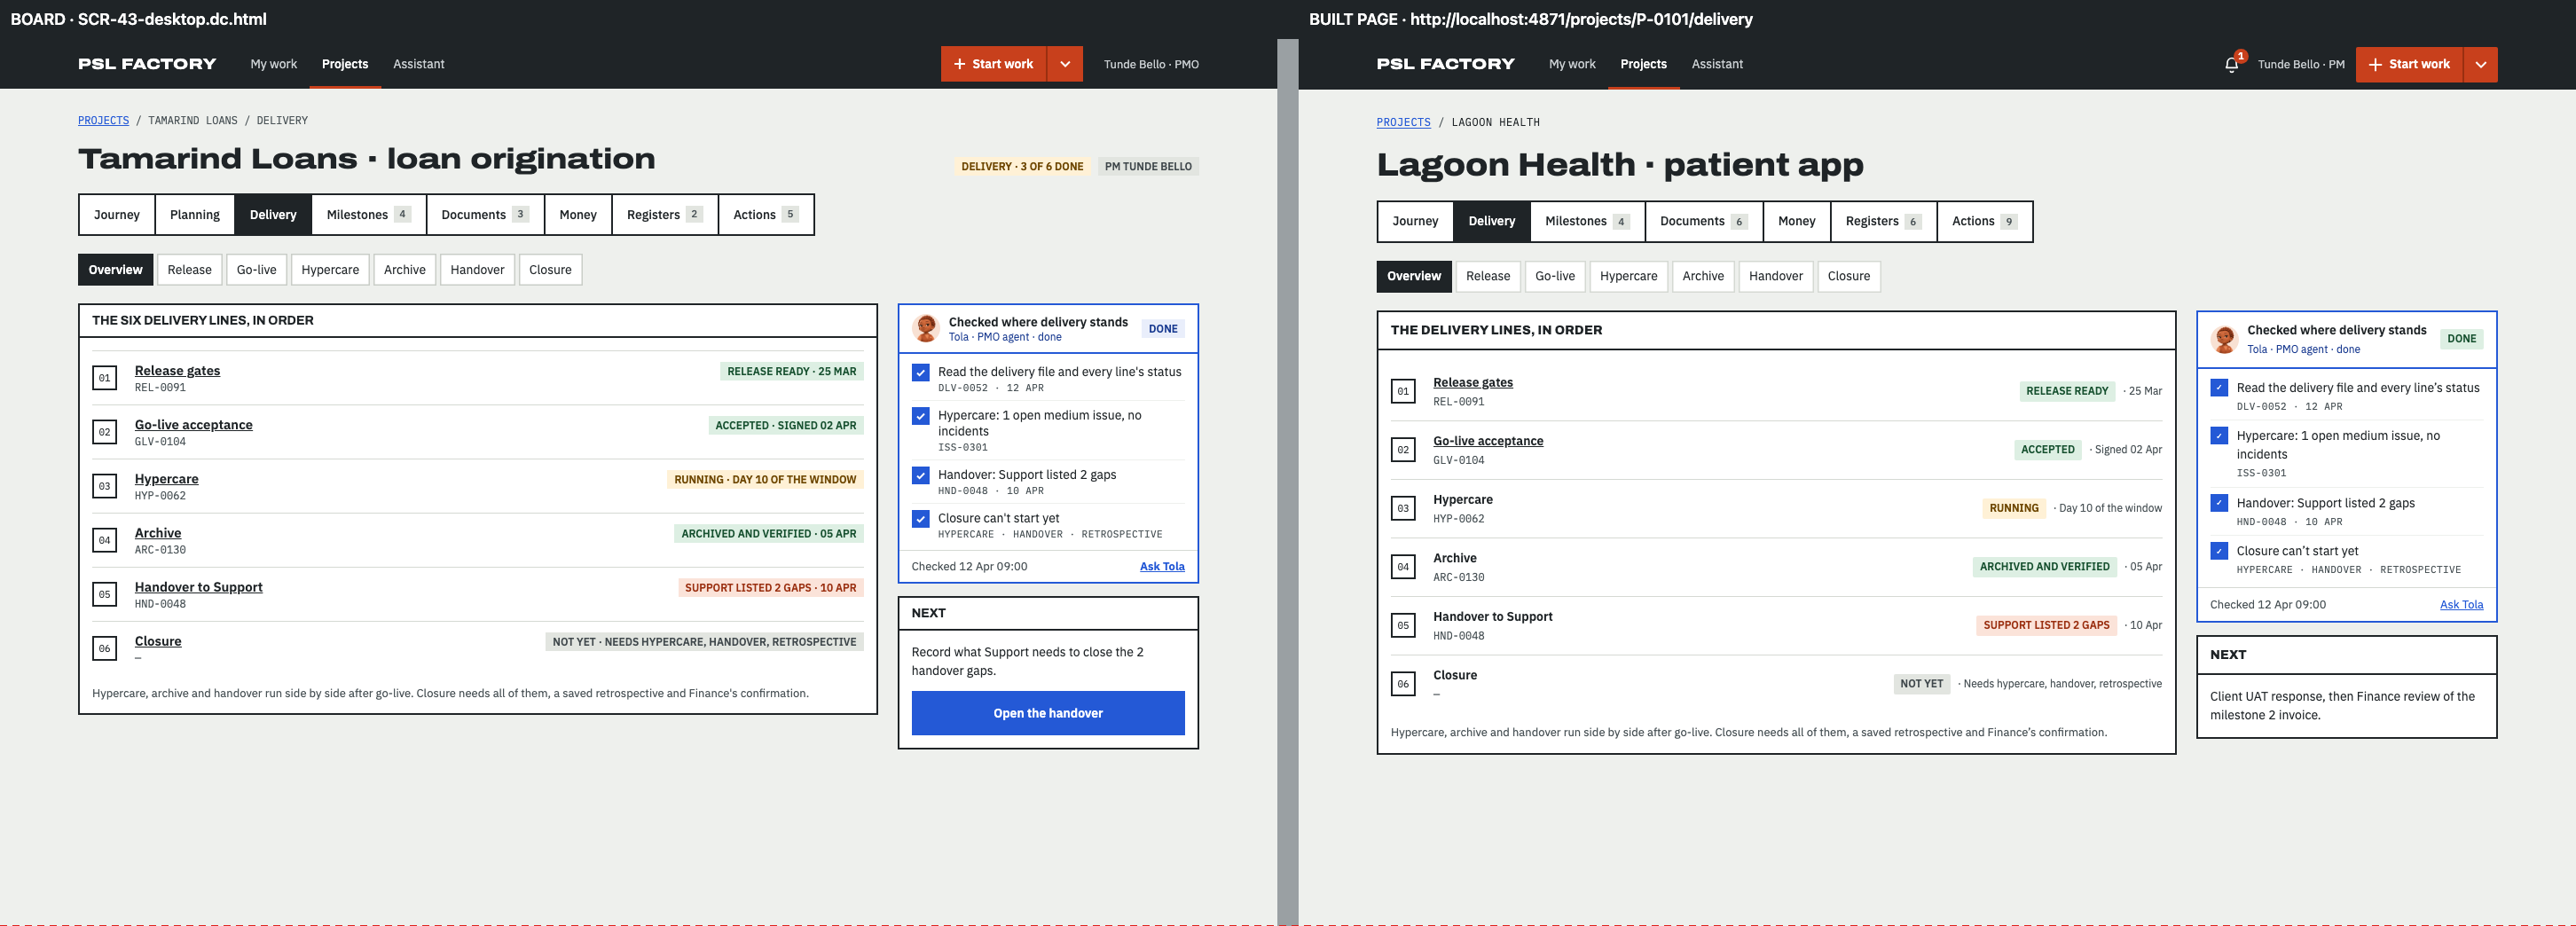 BOARD · SCR-43-desktop.dc.html
PSL FACTORY
My work
Projects
Assistant
+ Start work
Tunde Bello · PMO
PROJECTS / TAMARIND LOANS / DELIVERY
Tamarind Loans · loan origination
DELIVERY · 3 OF 6 DONE
PM TUNDE BELLO
Journey
Planning
Delivery
Milestones 4
Documents 3
Money
Registers 2
Actions 5
Overview
Release
Go-live
Hypercare
Archive
Handover
Closure
THE SIX DELIVERY LINES, IN ORDER
01
Release gates
REL-0091
RELEASE READY · 25 MAR
02
Go-live acceptance
GLV-0104
ACCEPTED · SIGNED 02 APR
03
Hypercare
HYP-0062
RUNNING · DAY 10 OF THE WINDOW
04
Archive
ARC-0130
ARCHIVED AND VERIFIED · 05 APR
05
Handover to Support
HND-0048
SUPPORT LISTED 2 GAPS · 10 APR
06
Closure
–
NOT YET · NEEDS HYPERCARE, HANDOVER, RETROSPECTIVE
Hypercare, archive and handover run side by side after go-live. Closure needs all of them, a saved retrospective and Finance's confirmation.
Checked where delivery stands
Tola · PMO agent · done
DONE
Read the delivery file and every line's status
DLV-0052 · 12 APR
Hypercare: 1 open medium issue, no
incidents
ISS-0301
Handover: Support listed 2 gaps
HND-0048 · 10 APR
Closure can't start yet
HYPERCARE · HANDOVER · RETROSPECTIVE
Checked 12 Apr 09:00
Ask Tola
NEXT
Record what Support needs to close the 2
handover gaps.
Open the handover
BUILT PAGE · http://localhost:4871/projects/P-0101/delivery
PSL FACTORY
My work
Projects
Assistant
1
Tunde Bello · PM
+ Start work
PROJECTS / LAGOON HEALTH
Lagoon Health · patient app
Journey
Delivery
Milestones 4
Documents 6
Money
Registers 6
Actions 9
Overview
Release
Go-live
Hypercare
Archive
Handover
Closure
THE DELIVERY LINES, IN ORDER
01
Release gates
REL-0091
RELEASE READY · 25 Mar
02
Go-live acceptance
GLV-0104
ACCEPTED · Signed 02 Apr
03
Hypercare
HYP-0062
RUNNING · Day 10 of the window
04
Archive
ARC-0130
ARCHIVED AND VERIFIED · 05 Apr
05
Handover to Support
HND-0048
SUPPORT LISTED 2 GAPS · 10 Apr
06
Closure
–
NOT YET · Needs hypercare, handover, retrospective
Hypercare, archive and handover run side by side after go-live. Closure needs all of them, a saved retrospective and Finance’s confirmation.
Checked where delivery stands
Tola · PMO agent · done
DONE
Read the delivery file and every line’s status
DLV-0052 · 12 APR
Hypercare: 1 open medium issue, no
incidents
ISS-0301
Handover: Support listed 2 gaps
HND-0048 · 10 APR
Closure can’t start yet
HYPERCARE · HANDOVER · RETROSPECTIVE
Checked 12 Apr 09:00
Ask Tola
NEXT
Client UAT response, then Finance review of the
milestone 2 invoice.